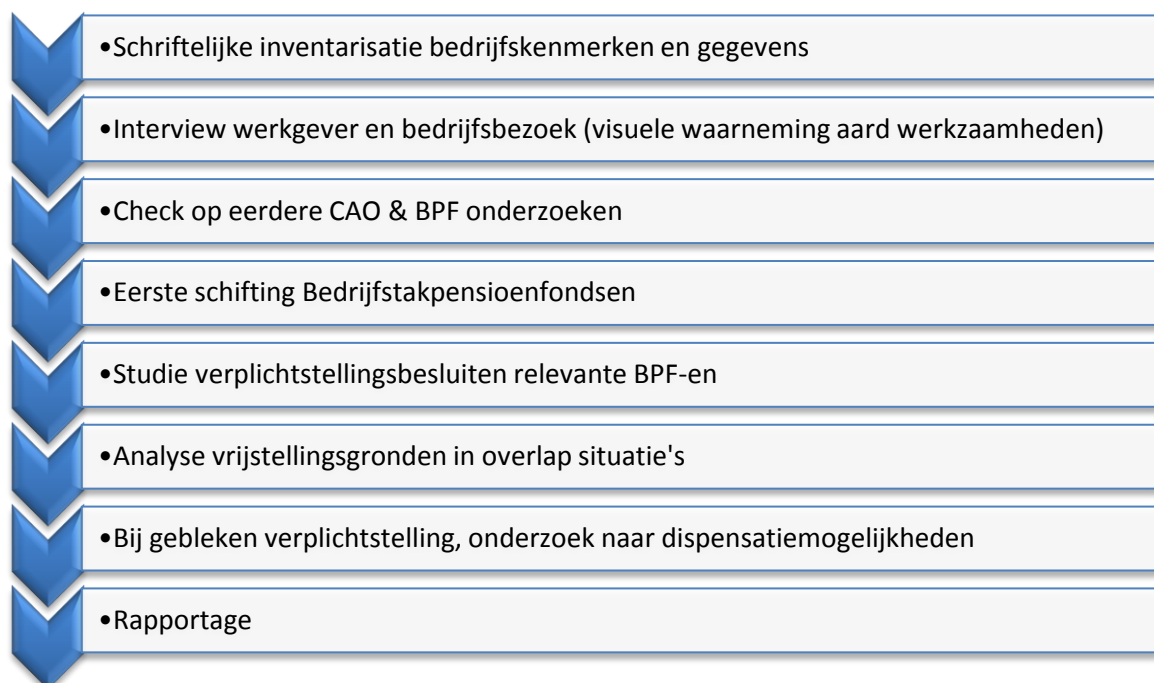 •Schriftelijke inventarisatie bedrijfskenmerken en gegevens
•Interview werkgever en bedrijfsbezoek (visuele waarneming aard werkzaamheden)
•Check op eerdere CAO & BPF onderzoeken
•Eerste schifting Bedrijfstakpensioenfondsen
•Studie verplichtstellingsbesluiten relevante BPF-en
•Analyse vrijstellingsgronden in overlap situatie's
•Bij gebleken verplichtstelling, onderzoek naar dispensatiemogelijkheden
•Rapportage